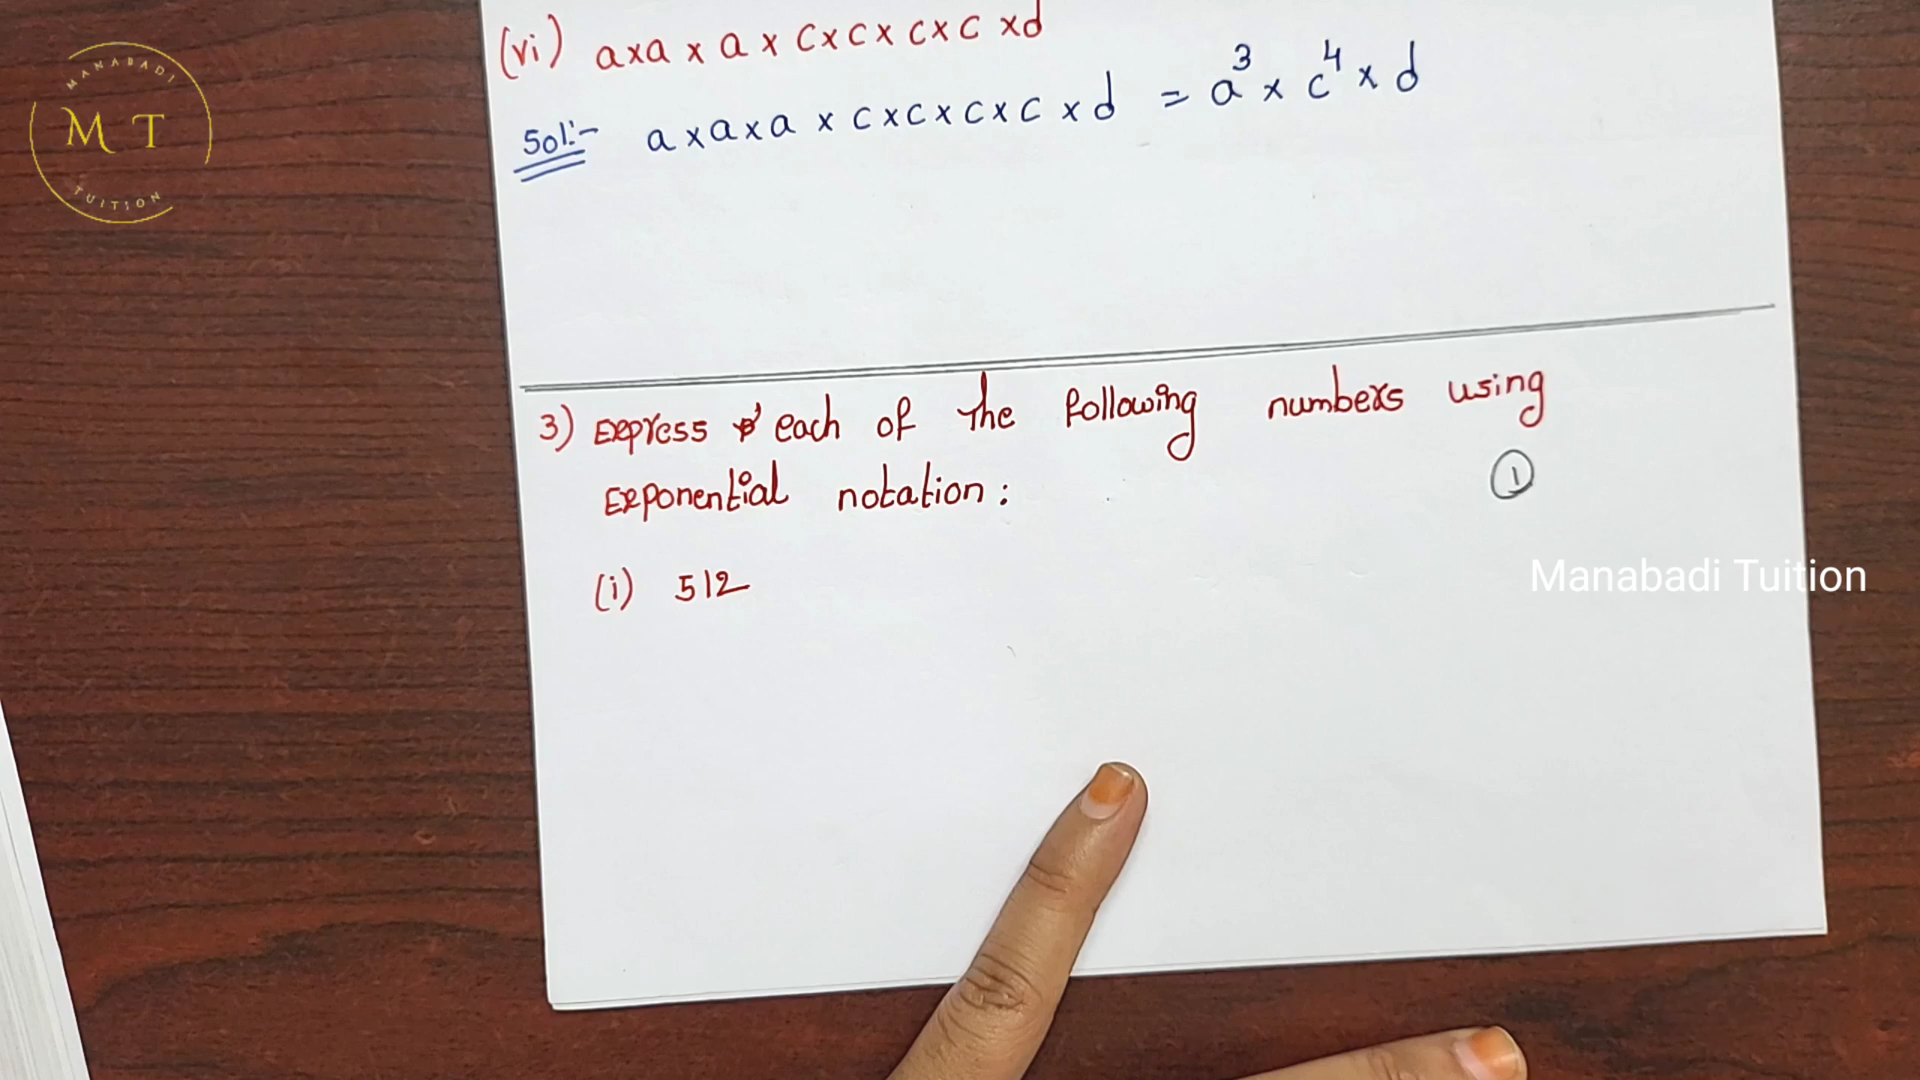 MANABADI
MT
TUITION
(vi) a×a × a × c×c× c×c ×d
Sol:- a×a×a × c×c×c×c × d = a³ × c⁴ × d
3) Express each of the following numbers using
Exponential notation:
①
(i) 512
Manabadi Tuition